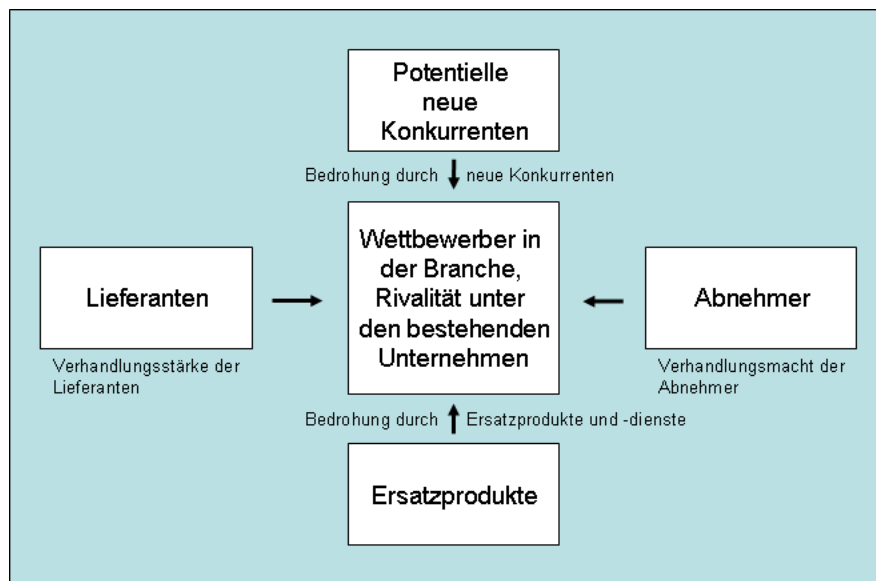 Potentielle
neue
Konkurrenten
Bedrohung durch neue Konkurrenten
Wettbewerber in
der Branche,
Rivalität unter
den bestehenden
Unternehmen
Lieferanten
Verhandlungsstärke der
Lieferanten
Abnehmer
Verhandlungsmacht der
Abnehmer
Bedrohung durch Ersatzprodukte und -dienste
Ersatzprodukte